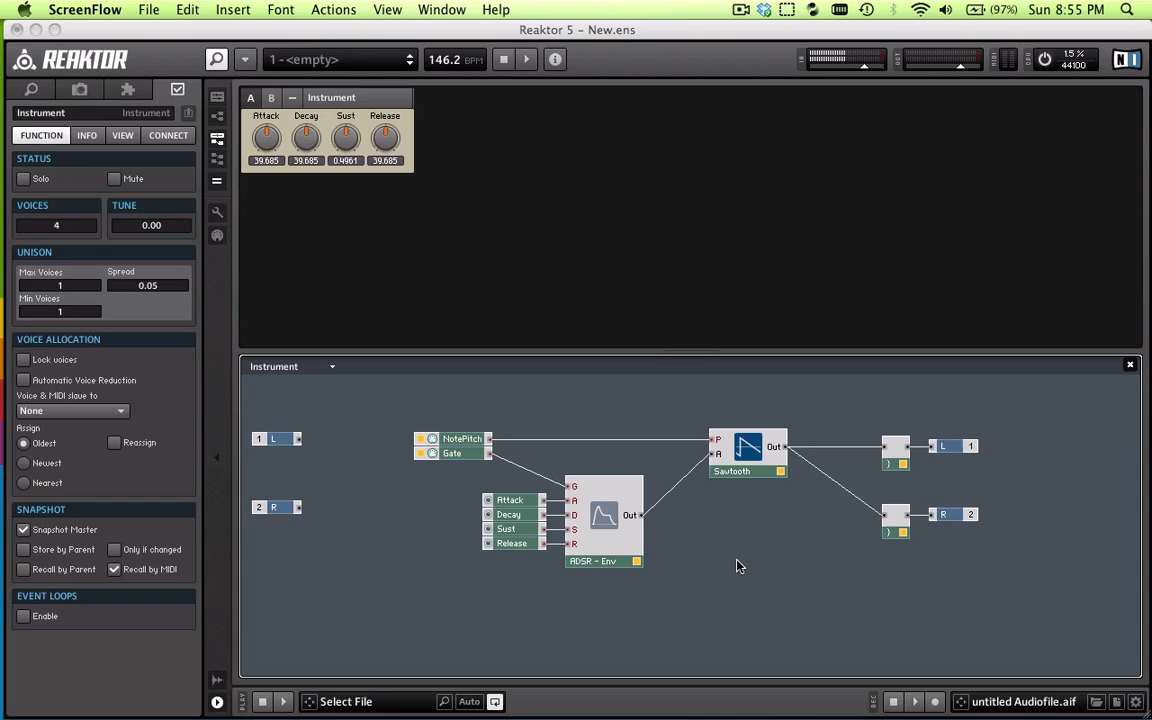 ScreenFlow File Edit Insert Font Actions View Window Help (97%) Sun 8:55 PM
Reaktor 5 - New.ens
REAKTOR 1 - <empty> 146.2 BPM 1.5 % 44100
Instrument Instrument
FUNCTION INFO VIEW CONNECT
STATUS
Solo Mute
VOICES TUNE
4 0.00
UNISON
Max Voices Spread
1 0.05
Min Voices
1
VOICE ALLOCATION
Lock voices
Automatic Voice Reduction
Voice & MIDI slave to
None
Assign
Oldest Reassign
Newest
Nearest
SNAPSHOT
Snapshot Master
Store by Parent Only if changed
Recall by Parent Recall by MIDI
EVENT LOOPS
Enable
A B Instrument
Attack Decay Sust Release
39.685 39.685 0.4961 39.685
Instrument
1 L
2 R
NotePitch
Gate
Attack
Decay
Sust
Release
G
A
D
S
R
Out
ADSR - Env
P
A
Out
Sawtooth
}
L 1
}
R 2
PLAY Select File Auto REC untitled Audiofile.aif